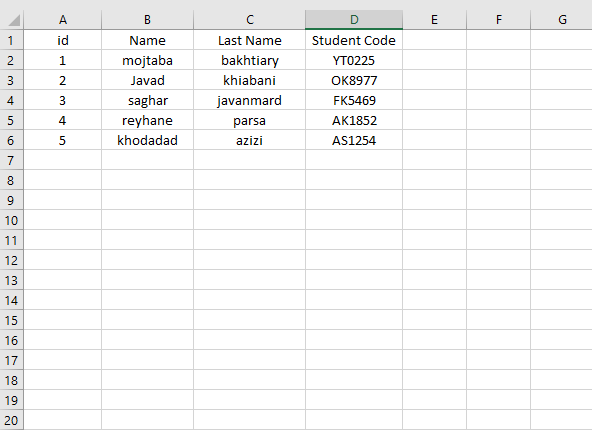 A B C D E F G
1 id Name Last Name Student Code
2 1 mojtaba bakhtiary YT0225
3 2 Javad khiabani OK8977
4 3 saghar javanmard FK5469
5 4 reyhane parsa AK1852
6 5 khodadad azizi AS1254
7
8
9
10
11
12
13
14
15
16
17
18
19
20